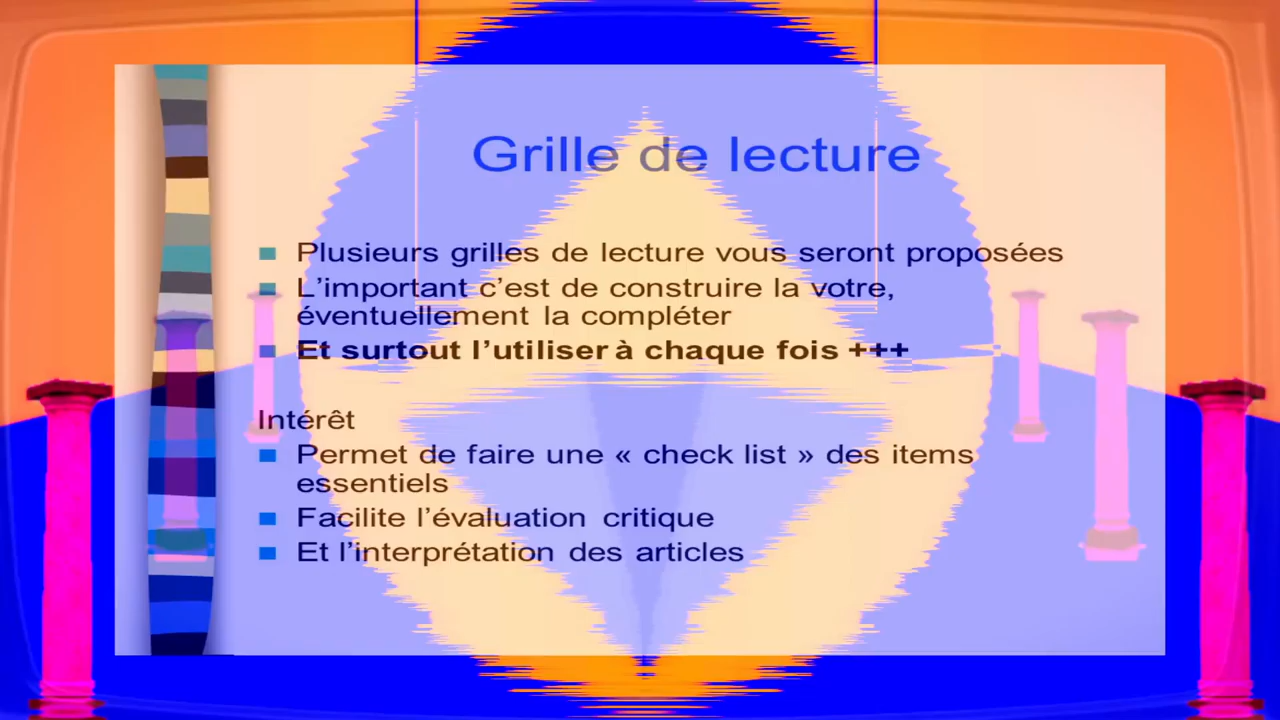 Grille de lecture
Plusieurs grilles de lecture vous seront proposées
L’important c’est de construire la votre,
éventuellement la compléter
Et surtout l’utiliser à chaque fois +++
Intérêt
Permet de faire une « check list » des items
essentiels
Facilite l’évaluation critique
Et l’interprétation des articles